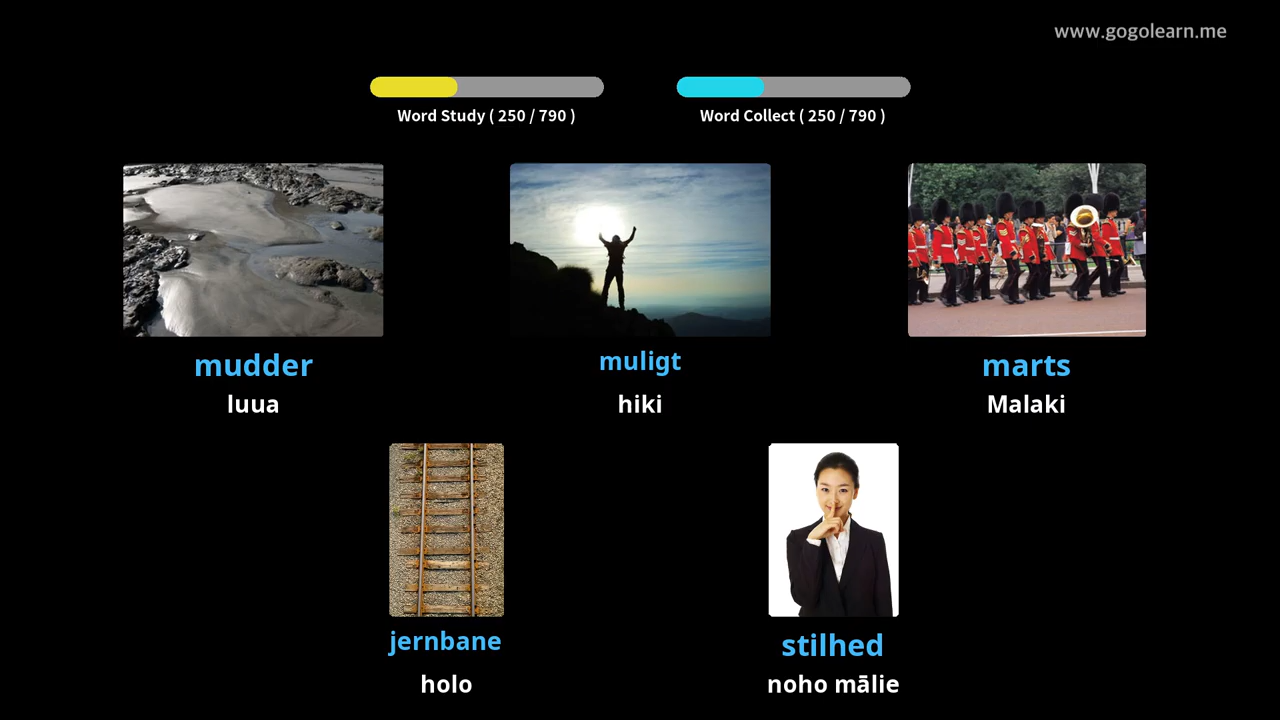 www.gogolearn.me
Word Study ( 250 / 790 )
Word Collect ( 250 / 790 )
mudder
luua
muligt
hiki
marts
Malaki
jernbane
holo
stilhed
noho mālie